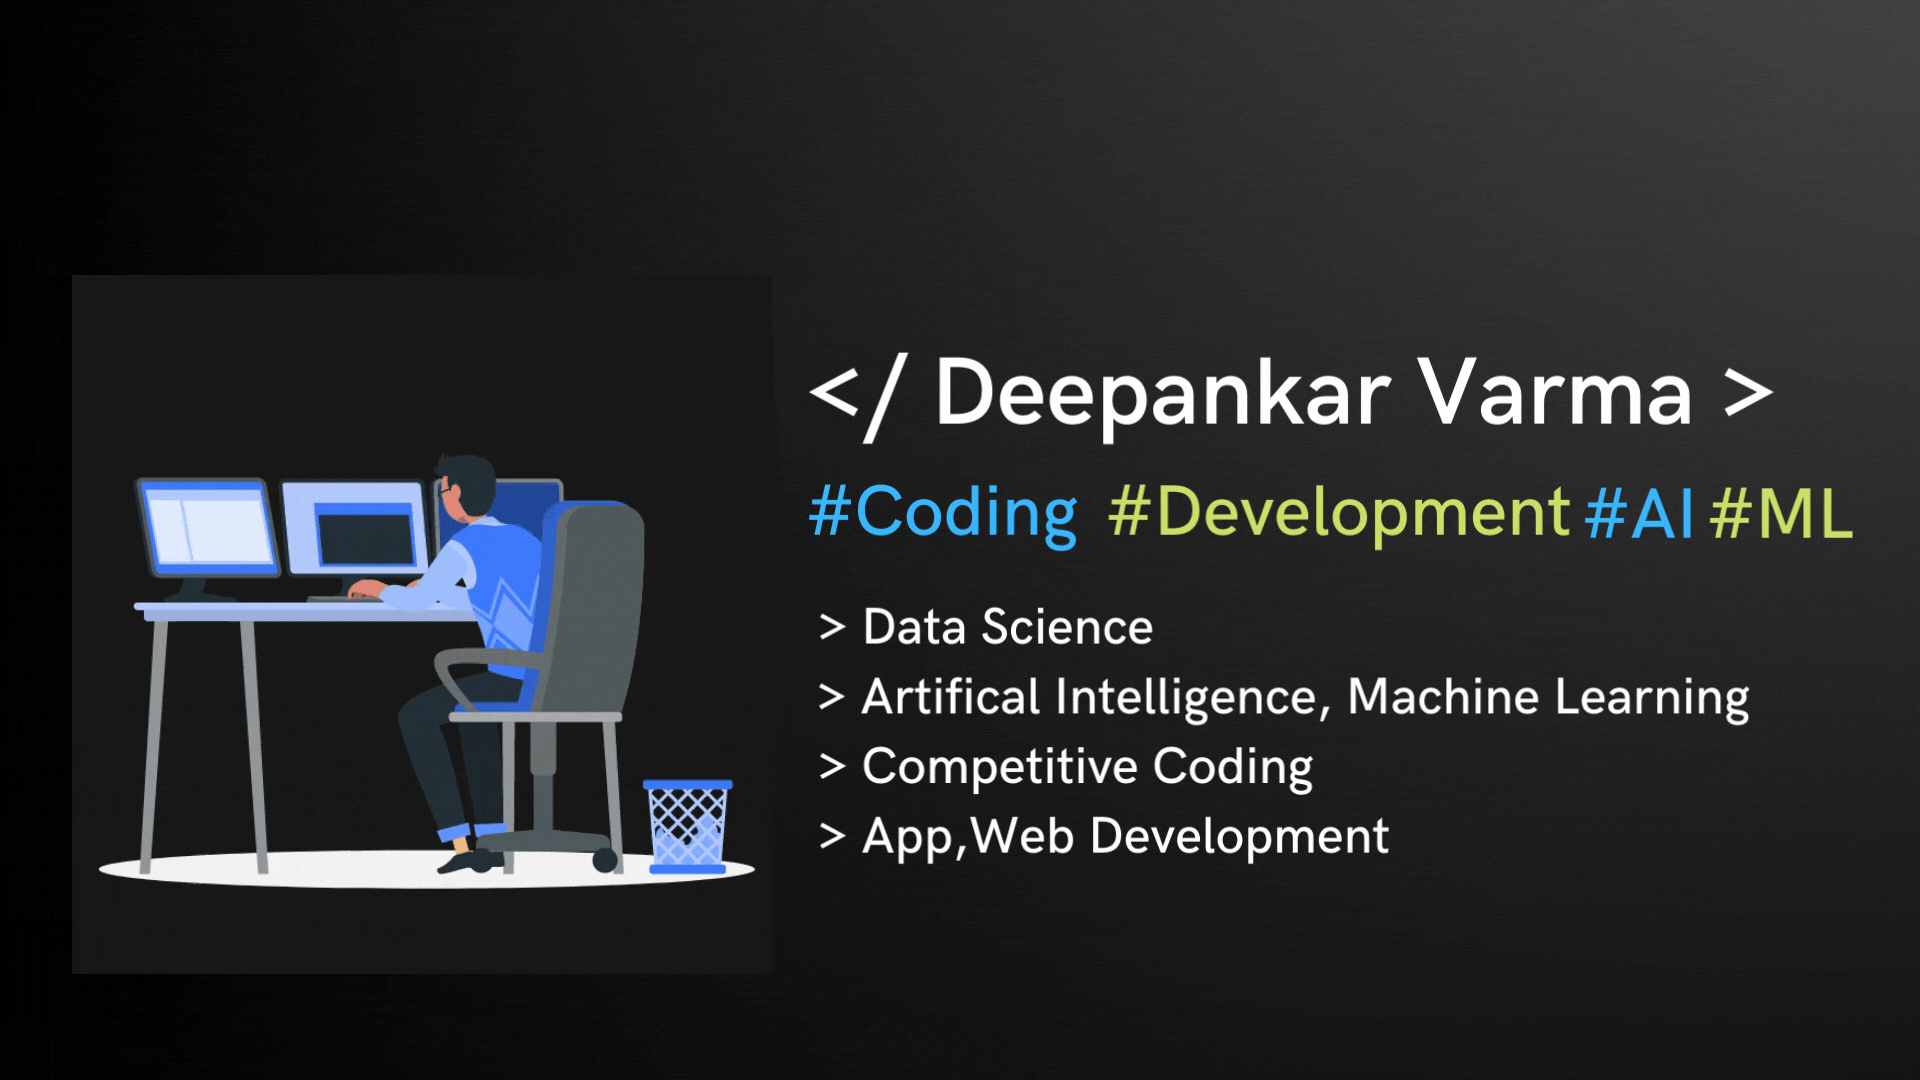 </ Deepankar Varma >
#Coding #Development #AI #ML
> Data Science
> Artifical Intelligence, Machine Learning
> Competitive Coding
> App,Web Development